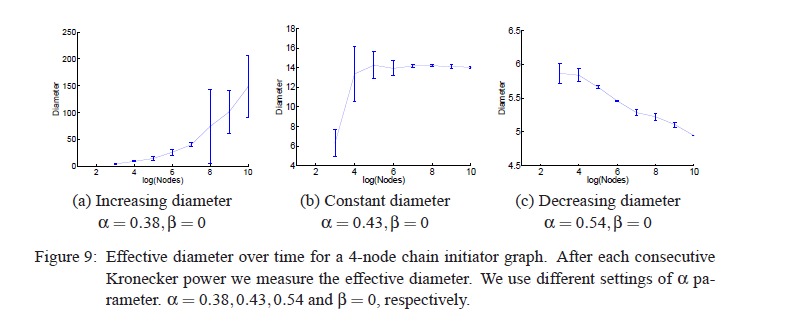 250
200
150
100
50
0
Diameter
2 4 6 8 10
log(Nodes)
18
16
14
12
10
8
6
4
Diameter
2 4 6 8 10
log(Nodes)
6.5
6
5.5
5
4.5
Diameter
2 4 6 8 10
log(Nodes)
(a) Increasing diameter
α = 0.38, β = 0
(b) Constant diameter
α = 0.43, β = 0
(c) Decreasing diameter
α = 0.54, β = 0
Figure 9: Effective diameter over time for a 4-node chain initiator graph. After each consecutive
Kronecker power we measure the effective diameter. We use different settings of α pa-
rameter. α = 0.38, 0.43, 0.54 and β = 0, respectively.